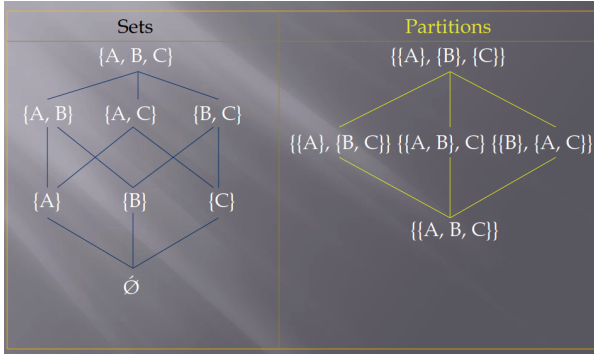 Sets
{A, B, C}
{A, B} {A, C} {B, C}
{A} {B} {C}
Ǿ
Partitions
{{A}, {B}, {C}}
{{A}, {B, C}} {{A, B}, C} {{B}, {A, C}}
{{A, B, C}}